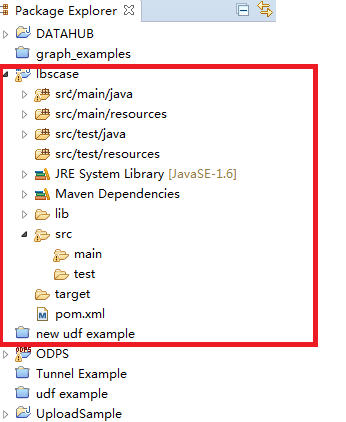 Package Explorer
DATAHUB
graph_examples
lbscase
src/main/java
src/main/resources
src/test/java
src/test/resources
JRE System Library [JavaSE-1.6]
Maven Dependencies
lib
src
main
test
target
pom.xml
new udf example
ODPS
Tunnel Example
udf example
UploadSample